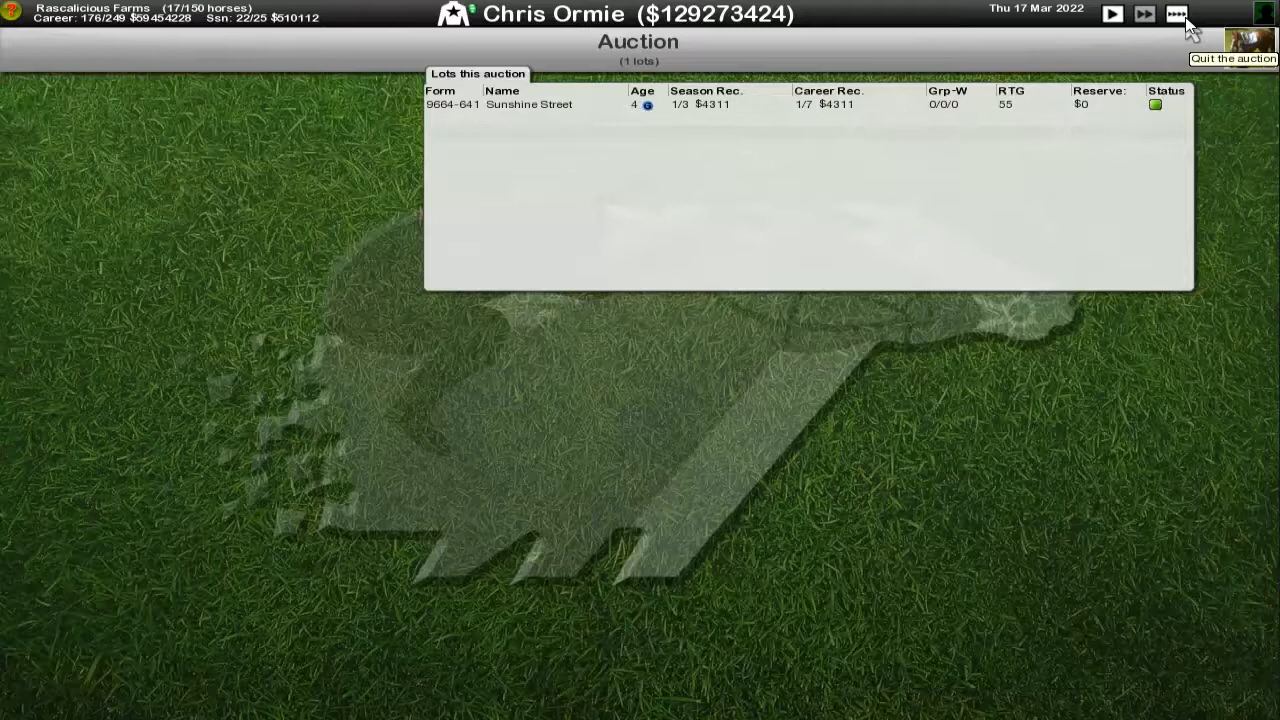 Rascalicious Farms (17/150 horses)
Career: 176/249 $59454228 Ssn: 22/25 $510112
Chris Ormie ($129273424)
Thu 17 Mar 2022
Auction
(1 lots)
Quit the auction
Lots this auction
Form Name Age Season Rec. Career Rec. Grp-W RTG Reserve: Status
9664-641 Sunshine Street 4 G 1/3 $4311 1/7 $4311 0/0/0 55 $0